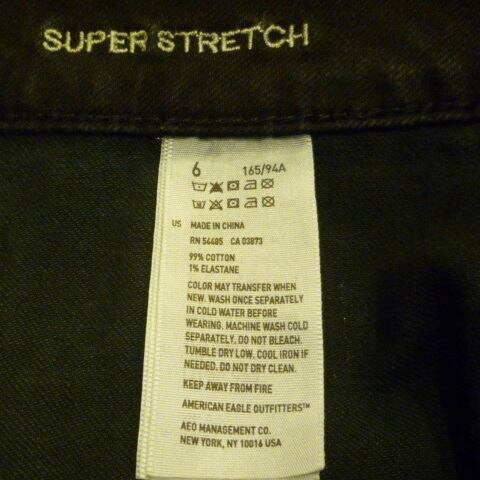 SUPER STRETCH
6 165/94A
US MADE IN CHINA
RN 54485 CA 03873
99% COTTON
1% ELASTANE
COLOR MAY TRANSFER WHEN
NEW. WASH ONCE SEPARATELY
IN COLD WATER BEFORE
WEARING. MACHINE WASH COLD
SEPARATELY. DO NOT BLEACH.
TUMBLE DRY LOW. COOL IRON IF
NEEDED. DO NOT DRY CLEAN.
KEEP AWAY FROM FIRE
AMERICAN EAGLE OUTFITTERS™
AEO MANAGEMENT CO.
NEW YORK, NY 10016 USA